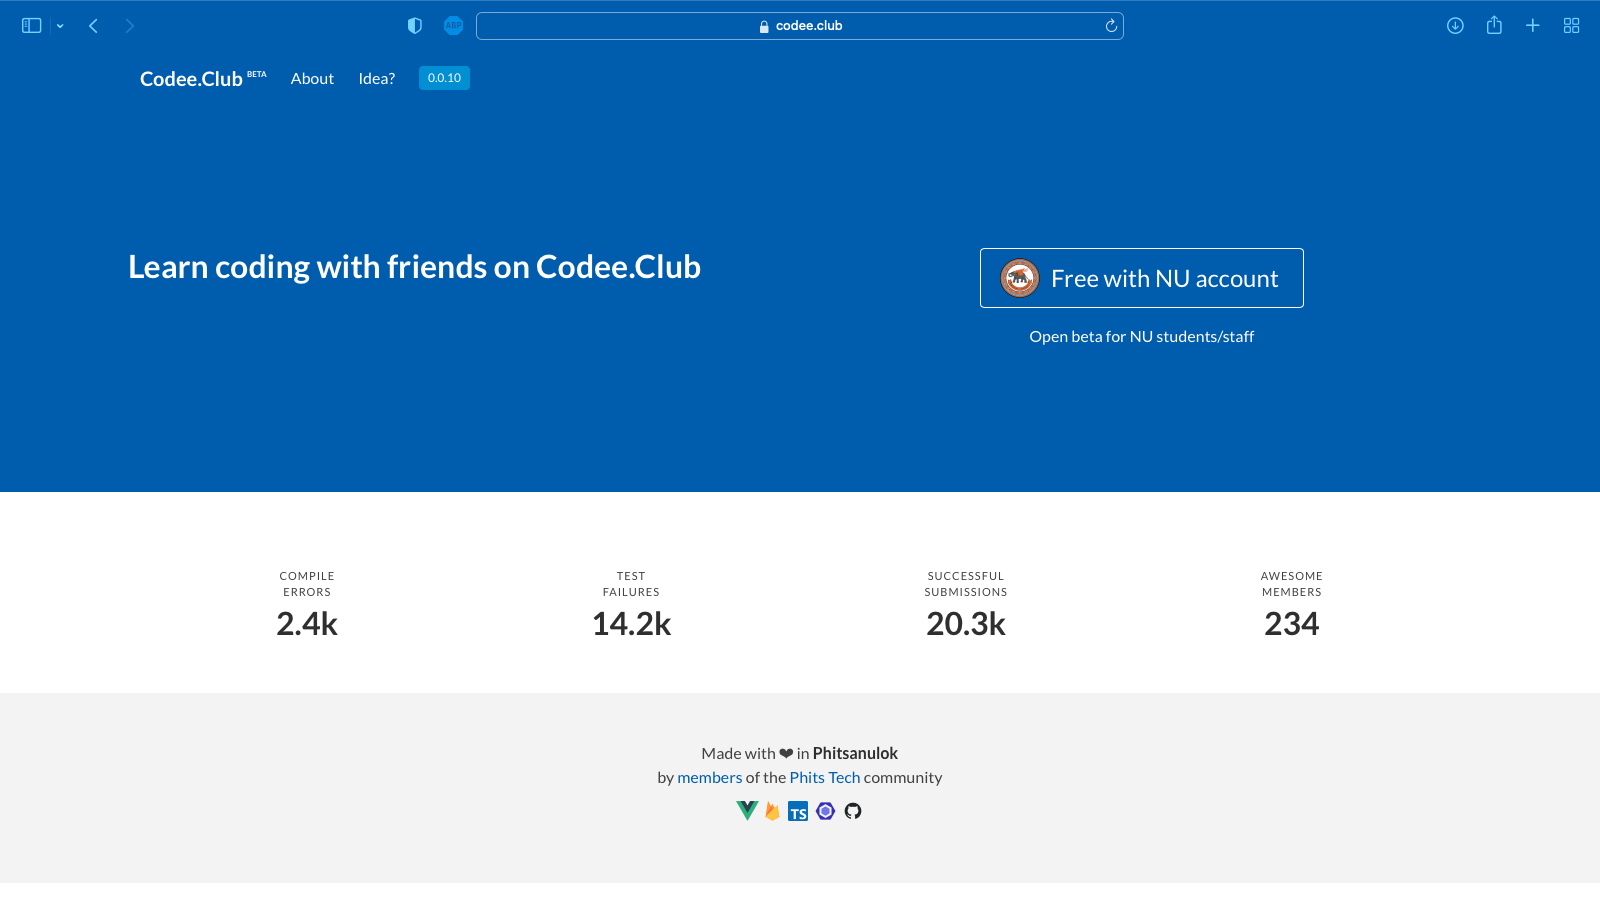 ABP
codee.club
Codee.Club BETA
About
Idea?
0.0.10
Learn coding with friends on Codee.Club
Free with NU account
Open beta for NU students/staff
COMPILE
ERRORS
2.4k
TEST
FAILURES
14.2k
SUCCESSFUL
SUBMISSIONS
20.3k
AWESOME
MEMBERS
234
Made with ❤ in Phitsanulok
by members of the Phits Tech community
TS